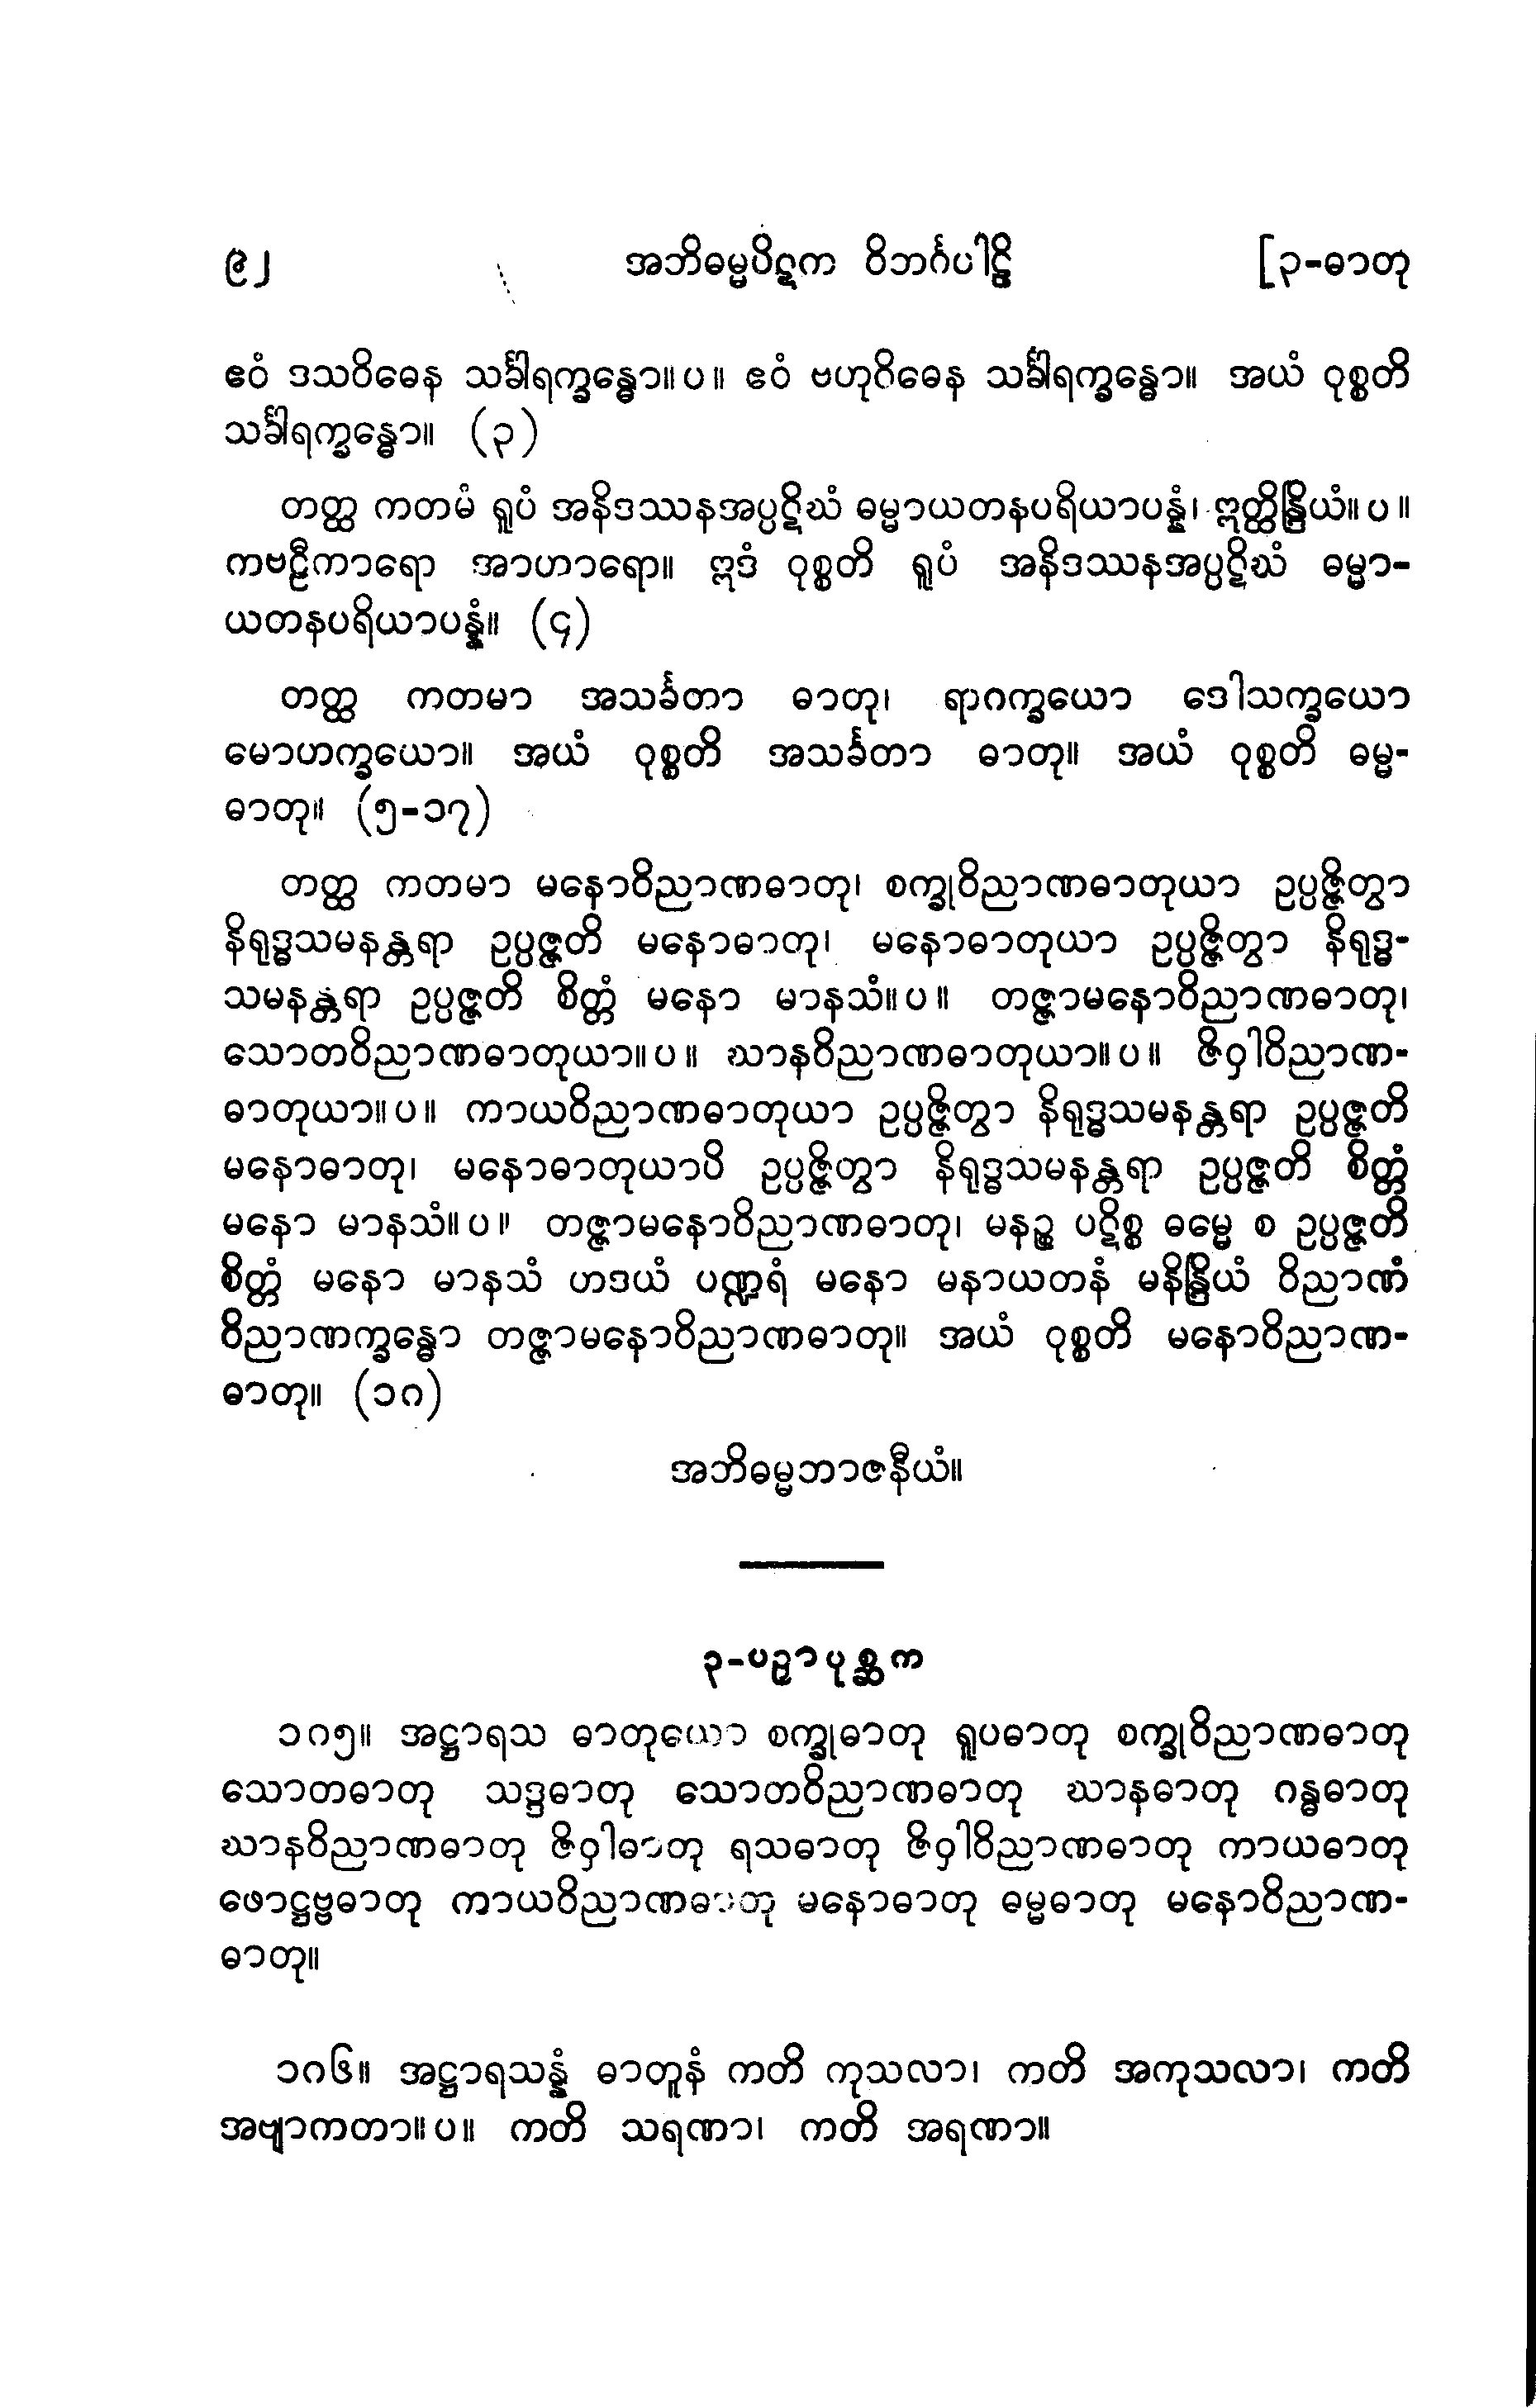 ၉၂ အဘိဓမ္မပိဋက ဝိဘင်္ဂပါဠိ [၃-ဓာတု
ဧဝံ ဒသဝိဓေန သင်္ခါရက္ခန္ဓော။ပ။ ဧဝံ ဗဟုဝိဓေန သင်္ခါရက္ခန္ဓော။ အယံ ဝုစ္စတိ
သင်္ခါရက္ခန္ဓော။ (၃)
တတ္ထ ကတမံ ရူပံ အနိဒဿနအပ္ပဋိဃံ ဓမ္မာယတနပရိယာပန္နံ၊ ဣတ္ထိန္ဒြိယံ။ပ။
ကဗဠီကာရော အာဟာရော။ ဣဒံ ဝုစ္စတိ ရူပံ အနိဒဿနအပ္ပဋိဃံ ဓမ္မာ-
ယတနပရိယာပန္နံ။ (၄)
တတ္ထ ကတမာ အသင်္ခတာ ဓာတု၊ ရာဂက္ခယော ဒေါသက္ခယော
မောဟက္ခယော။ အယံ ဝုစ္စတိ အသင်္ခတာ ဓာတု။ အယံ ဝုစ္စတိ ဓမ္မ-
ဓာတု။ (၅-၁၇)
တတ္ထ ကတမာ မနောဝိညာဏဓာတု၊ စက္ခုဝိညာဏဓာတုယာ ဥပ္ပဇ္ဇိတွာ
နိရုဒ္ဓသမနန္တရာ ဥပ္ပဇ္ဇတိ မနောဓာတု၊ မနောဓာတုယာ ဥပ္ပဇ္ဇိတွာ နိရုဒ္ဓ-
သမနန္တရာ ဥပ္ပဇ္ဇတိ စိတ္တံ မနော မာနသံ။ပ။ တဇ္ဇာမနောဝိညာဏဓာတု၊
သောတဝိညာဏဓာတုယာ။ပ။ ဃာနဝိညာဏဓာတုယာ။ပ။ ဇိဝှါဝိညာဏ-
ဓာတုယာ။ပ။ ကာယဝိညာဏဓာတုယာ ဥပ္ပဇ္ဇိတွာ နိရုဒ္ဓသမနန္တရာ ဥပ္ပဇ္ဇတိ
မနောဓာတု၊ မနောဓာတုယာပိ ဥပ္ပဇ္ဇိတွာ နိရုဒ္ဓသမနန္တရာ ဥပ္ပဇ္ဇတိ စိတ္တံ
မနော မာနသံ။ပ။ တဇ္ဇာမနောဝိညာဏဓာတု၊ မနဉ္စ ပဋိစ္စ ဓမ္မေ စ ဥပ္ပဇ္ဇတိ
စိတ္တံ မနော မာနသံ ဟဒယံ ပဏ္ဍရံ မနော မနာယတနံ မနိန္ဒြိယံ ဝိညာဏံ
ဝိညာဏက္ခန္ဓော တဇ္ဇာမနောဝိညာဏဓာတု။ အယံ ဝုစ္စတိ မနောဝိညာဏ-
ဓာတု။ (၁၈)
အဘိဓမ္မဘာဇနီယံ။
၃-ပဉှာပုစ္ဆက
၁၈၅။ အဋ္ဌာရသ ဓာတုယော စက္ခုဓာတု ရူပဓာတု စက္ခုဝိညာဏဓာတု
သောတဓာတု သဒ္ဒဓာတု သောတဝိညာဏဓာတု ဃာနဓာတု ဂန္ဓဓာတု
ဃာနဝိညာဏဓာတု ဇိဝှါဓာတု ရသဓာတု ဇိဝှါဝိညာဏဓာတု ကာယဓာတု
ဖောဋ္ဌဗ္ဗဓာတု ကာယဝိညာဏဓာတု မနောဓာတု ဓမ္မဓာတု မနောဝိညာဏ-
ဓာတု။
၁၈၆။ အဋ္ဌာရသန္နံ ဓာတူနံ ကတိ ကုသလာ၊ ကတိ အကုသလာ၊ ကတိ
အဗျာကတာ။ပ။ ကတိ သရဏာ၊ ကတိ အရဏာ။